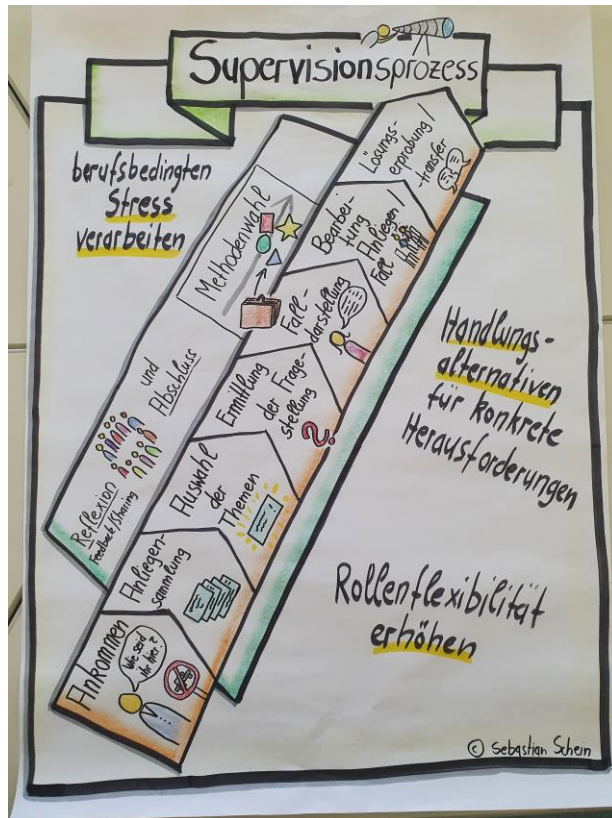 Supervisionsprozess
berufsbedingten
Stress
verarbeiten
Lösungs-
erprobung /
-transfer
Bearbei-
tung
Anliegen /
Fall
Fall-
darstellung
Ermittlung
der Frage-
stellung
?
Auswahl
der
Themen
!
Anliegen-
sammlung
Ankommen
Wie seid
ihr hier?
Methodenwahl
Reflexion und
Feedback/Sharing
Abschluss
Handlungs-
alternativen
für konkrete
Herausforderungen
Rollenflexibilität
erhöhen
© Sebastian Schein